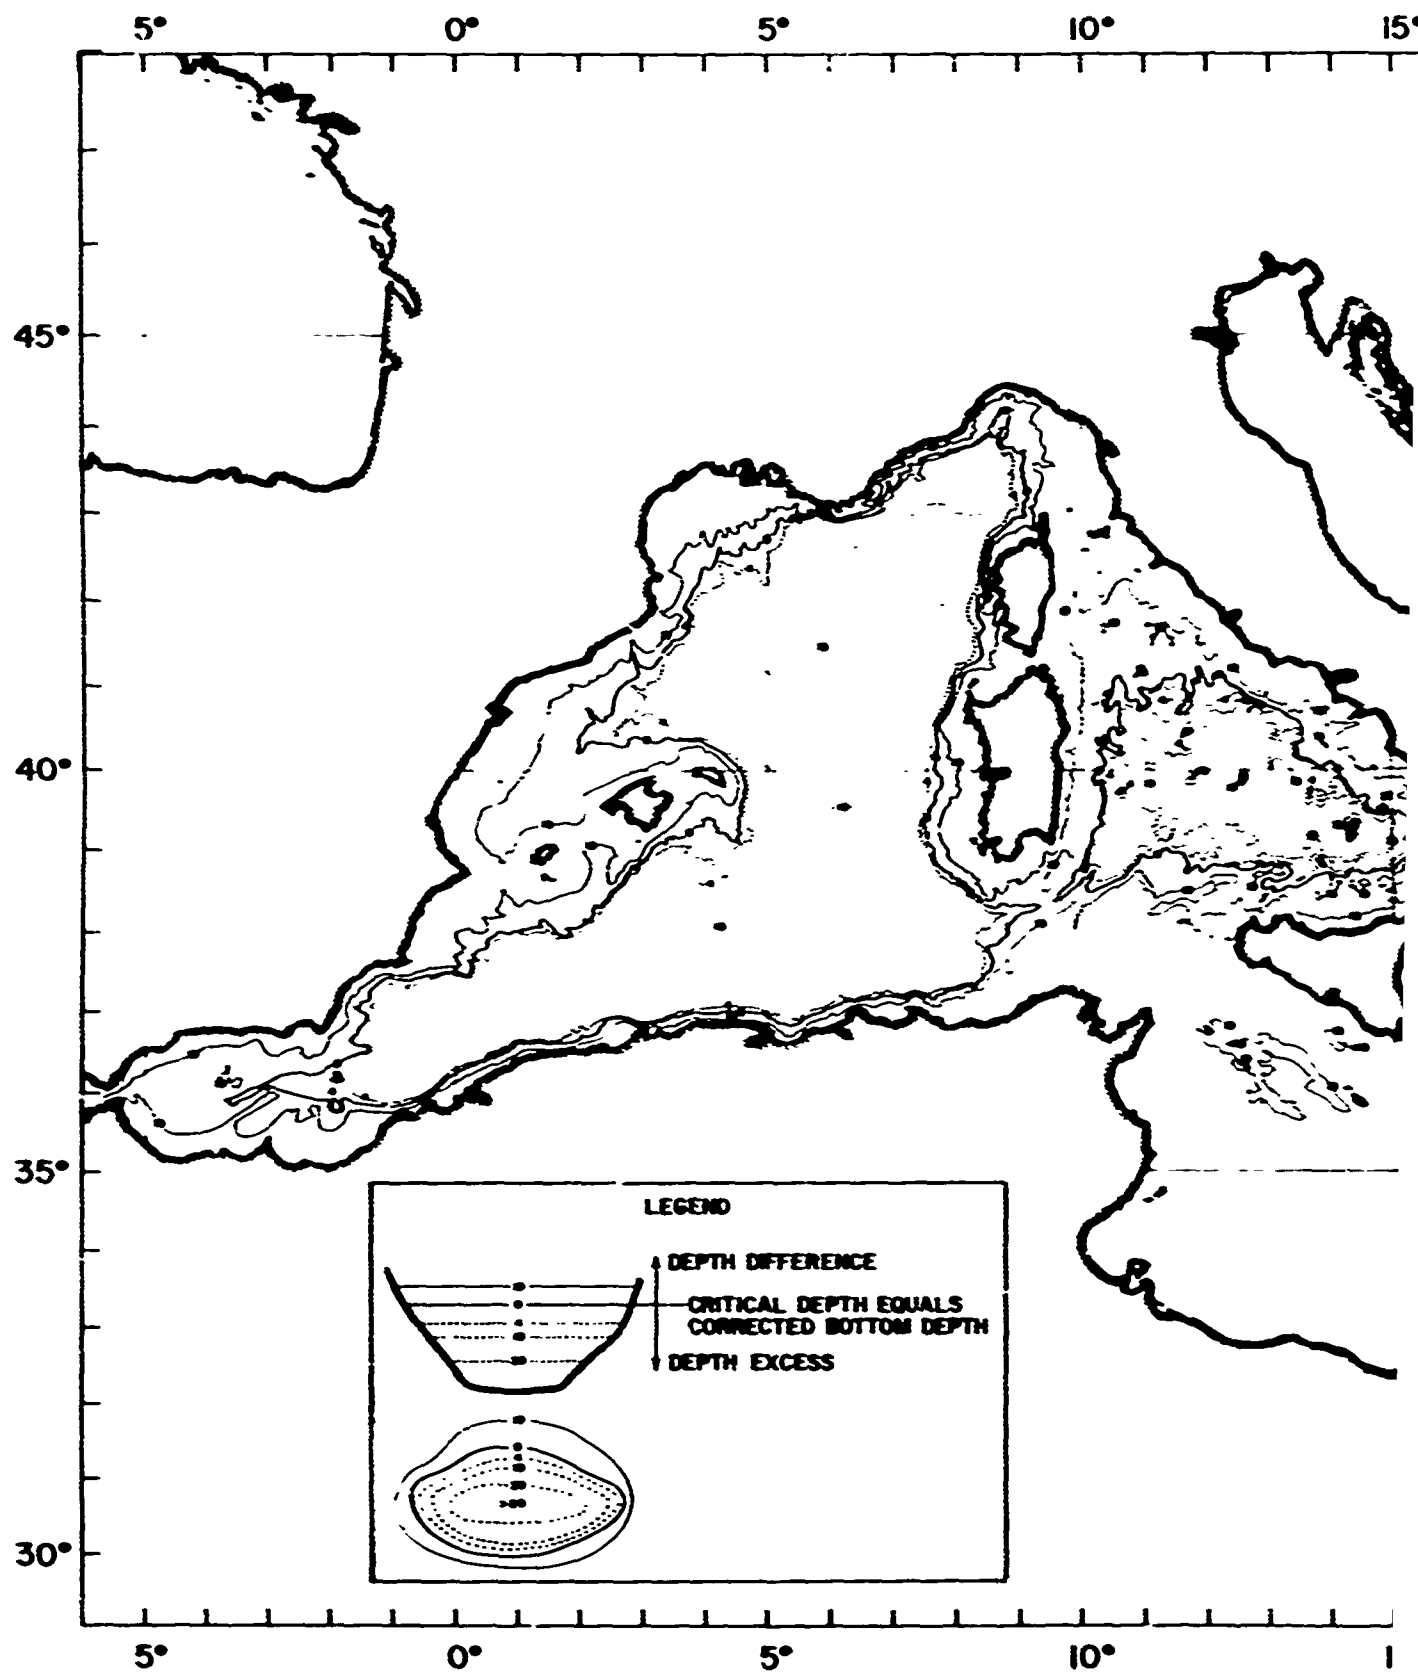 5° 0° 5° 10° 15°
45°
40°
35°
30°
LEGEND
DEPTH DIFFERENCE
CRITICAL DEPTH EQUALS
CORRECTED BOTTOM DEPTH
DEPTH EXCESS
5° 0° 5° 10° 1